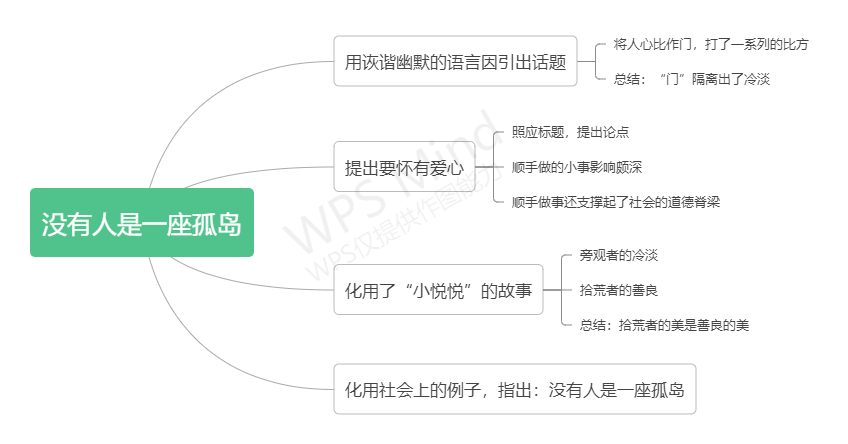 没有人是一座孤岛
用诙谐幽默的语言因引出话题
将人心比作门，打了一系列的比方
总结：“门”隔离出了冷淡
提出要怀有爱心
照应标题，提出论点
顺手做的小事影响颇深
顺手做事还支撑起了社会的道德脊梁
化用了“小悦悦”的故事
旁观者的冷淡
拾荒者的善良
总结：拾荒者的美是善良的美
化用社会上的例子，指出：没有人是一座孤岛
WPS Mind
WPS仅提供作图能力